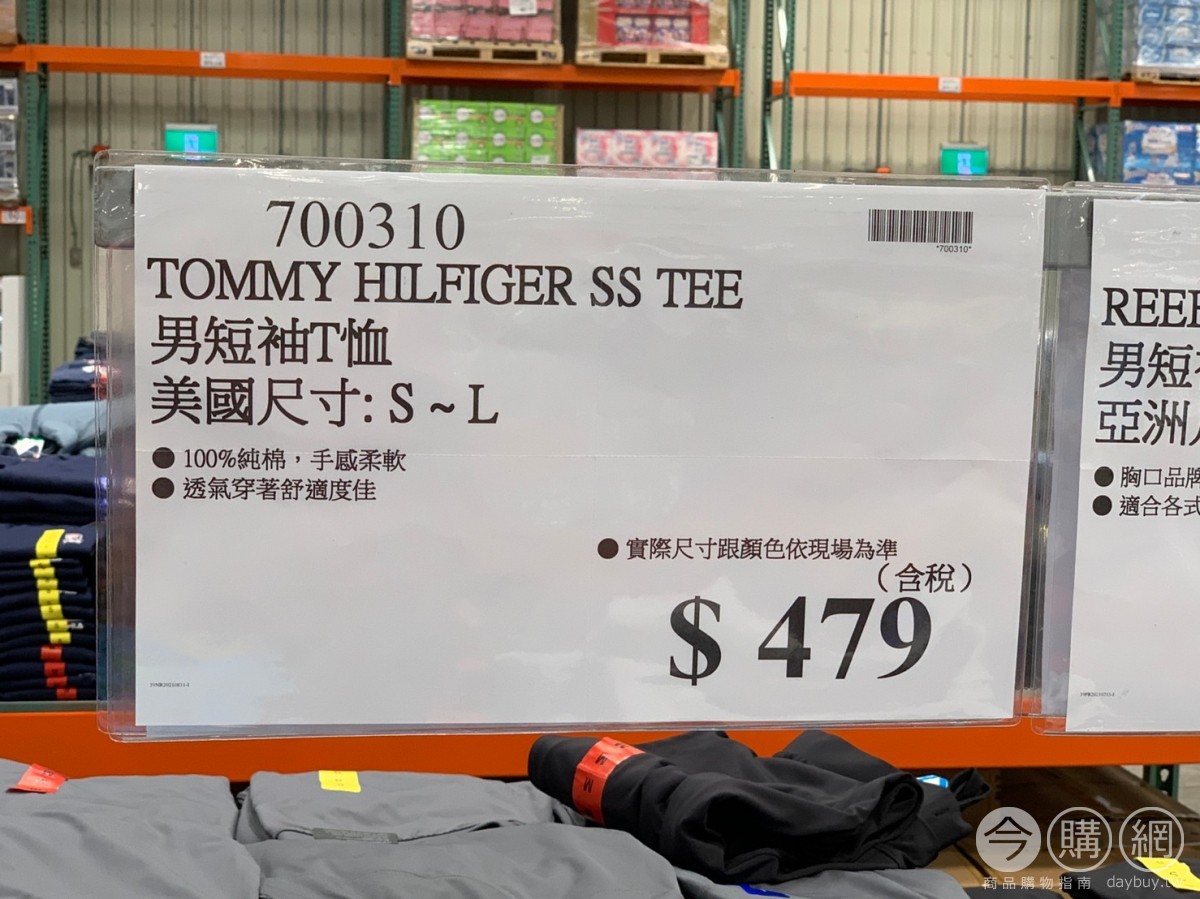 700310
*700310*
TOMMY HILFIGER SS TEE
男短袖T恤
美國尺寸: S ~ L
● 100%純棉，手感柔軟
● 透氣穿著舒適度佳
● 實際尺寸跟顏色依現場為準
（含稅）
$ 479
男短
亞洲
● 胸口品牌
● 適合各式
M
今購網
商品購物指南 daybuy.t